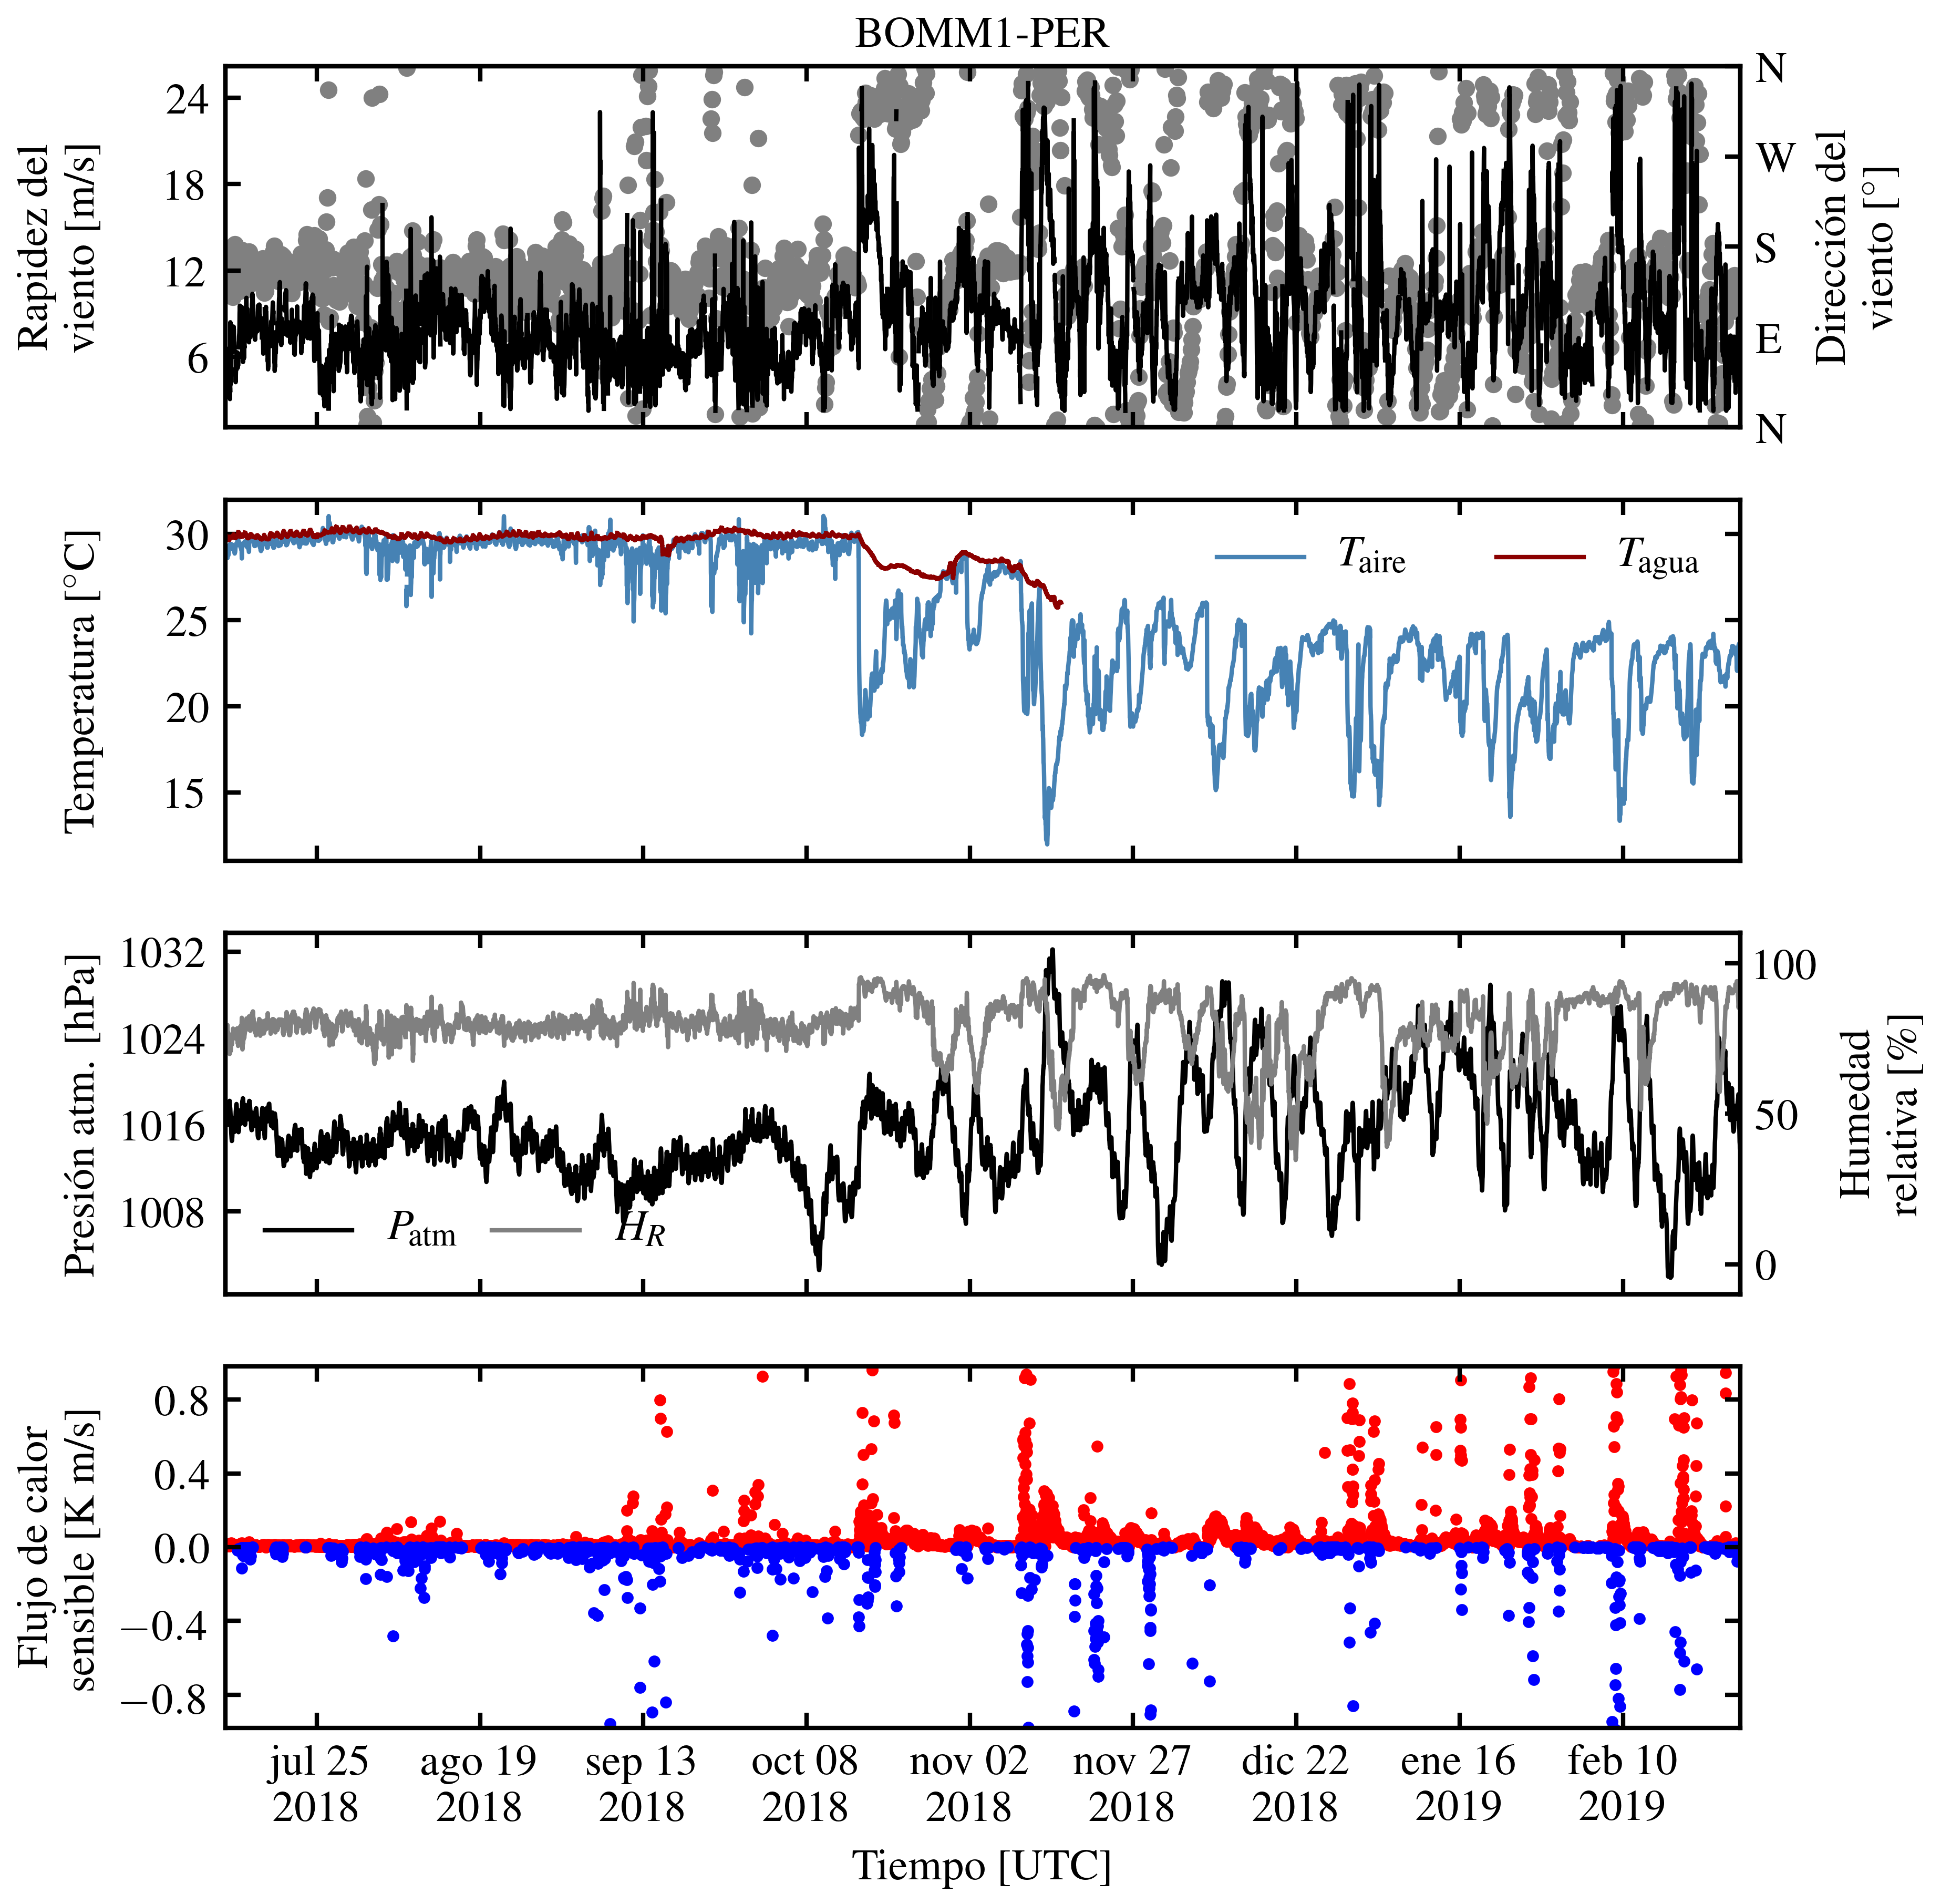 BOMM1-PER
Rapidez del
viento [m/s]
24
18
12
6
N
W
S
E
N
Dirección del
viento [°]
Temperatura [°C]
30
25
20
15
T_aire
T_agua
Presión atm. [hPa]
1032
1024
1016
1008
P_atm
H_R
100
50
0
Humedad
relativa [%]
Flujo de calor
sensible [K m/s]
0.8
0.4
0.0
−0.4
−0.8
jul 25
2018
ago 19
2018
sep 13
2018
oct 08
2018
nov 02
2018
nov 27
2018
dic 22
2018
ene 16
2019
feb 10
2019
Tiempo [UTC]